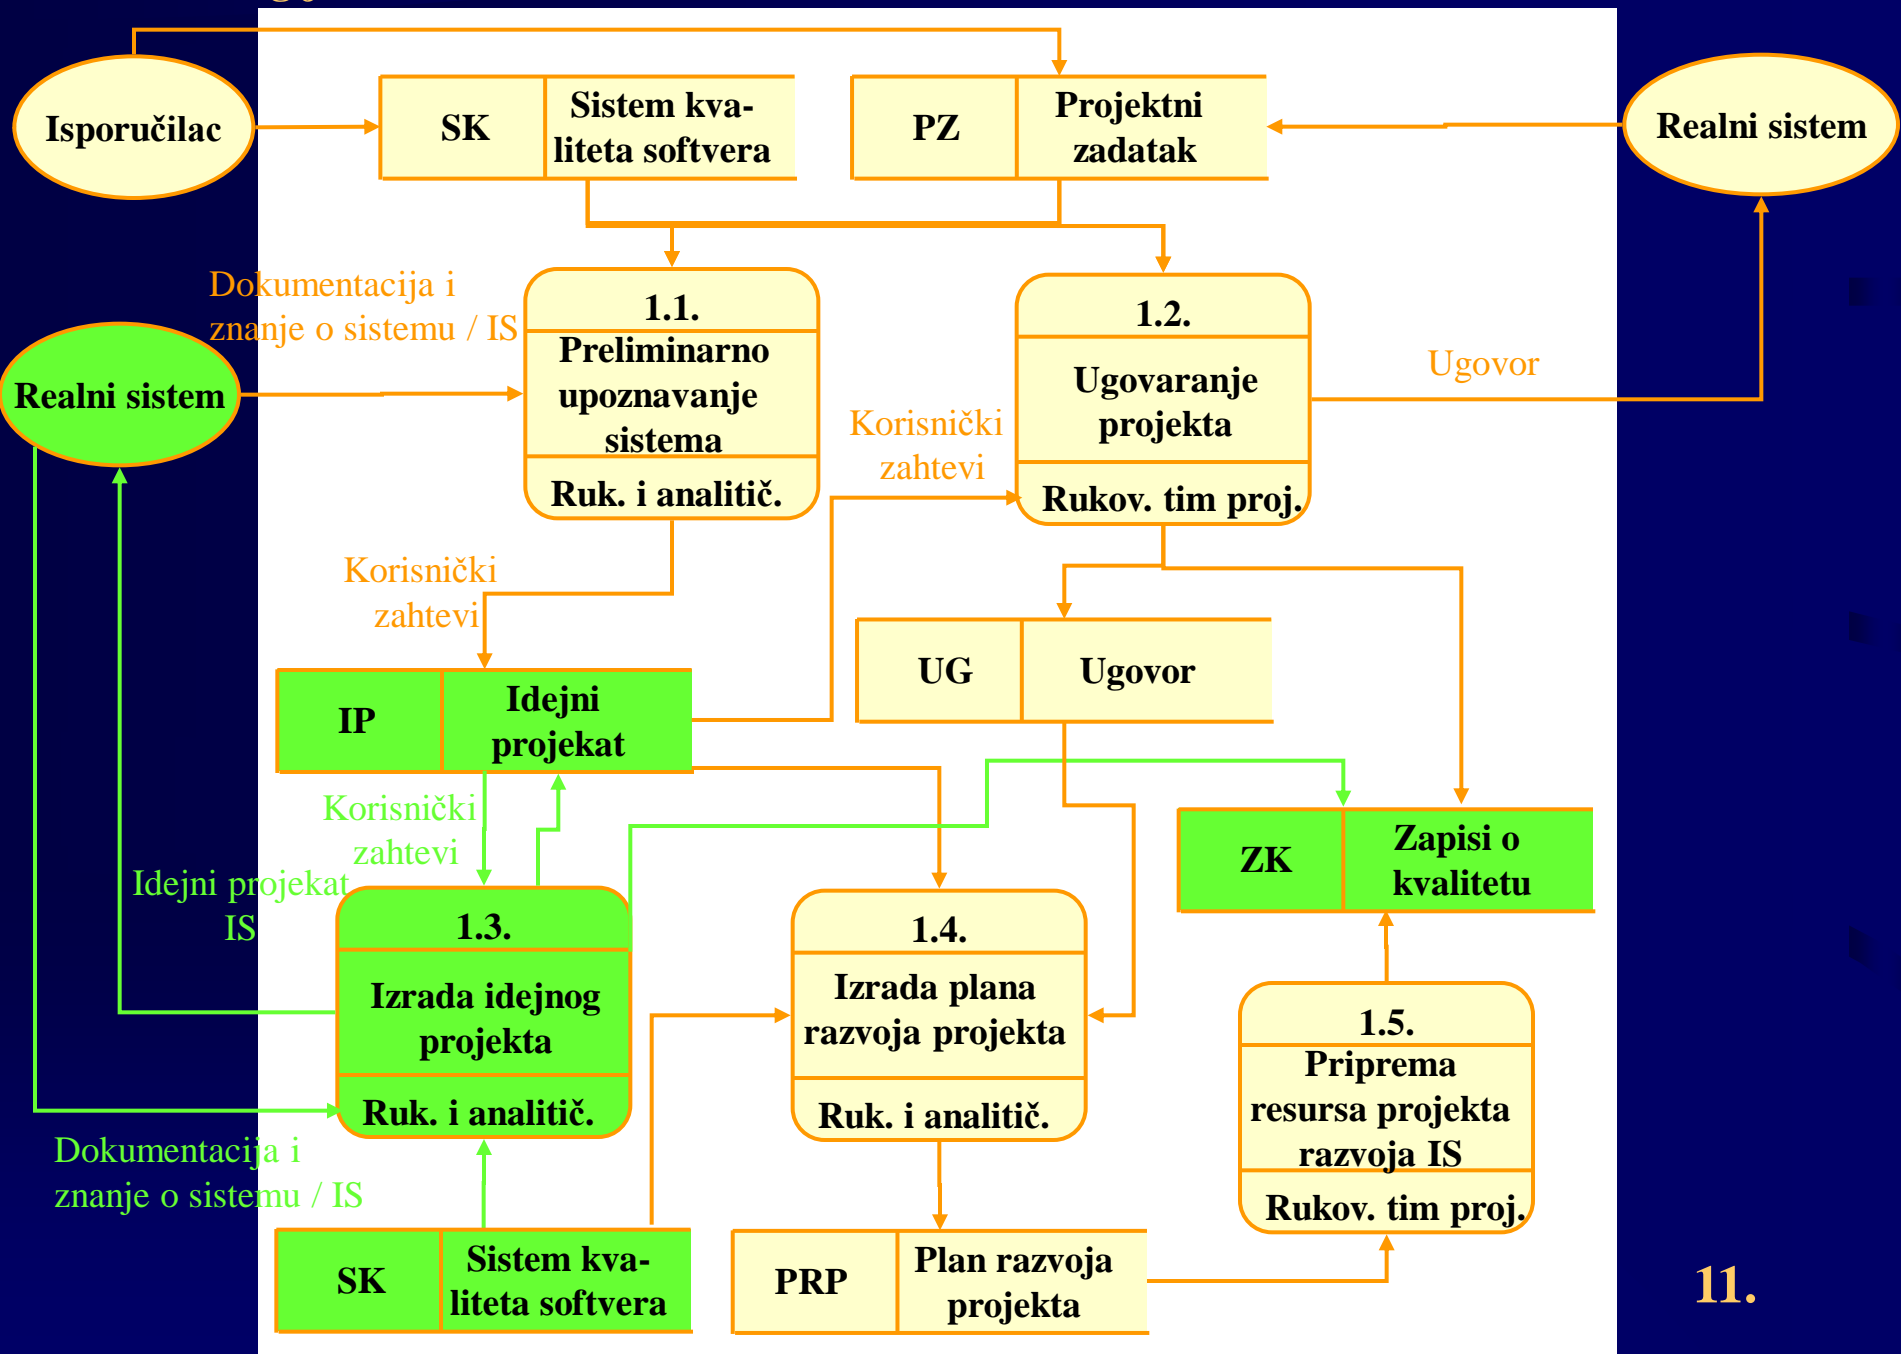 Isporučilac
SK
Sistem kva-
liteta softvera
PZ
Projektni
zadatak
Realni sistem
Dokumentacija i
znanje o sistemu / IS
1.1.
Preliminarno
upoznavanje
sistema
Ruk. i analitič.
1.2.
Ugovaranje
projekta
Rukov. tim proj.
Ugovor
Realni sistem
Korisnički
zahtevi
Korisnički
zahtevi
IP
Idejni
projekat
UG
Ugovor
Korisnički
zahtevi
ZK
Zapisi o
kvalitetu
Idejni projekat
IS
1.3.
Izrada idejnog
projekta
Ruk. i analitič.
1.4.
Izrada plana
razvoja projekta
Ruk. i analitič.
1.5.
Priprema
resursa projekta
razvoja IS
Rukov. tim proj.
Dokumentacija i
znanje o sistemu / IS
SK
Sistem kva-
liteta softvera
PRP
Plan razvoja
projekta
11.